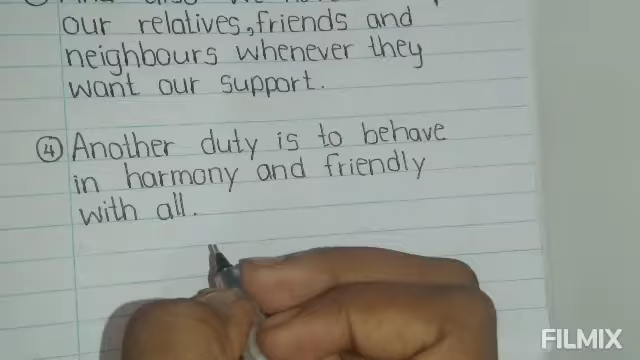 our relatives, friends and
neighbours whenever they
want our support.
④ Another duty is to behave
in harmony and friendly
with all.
FILMIX